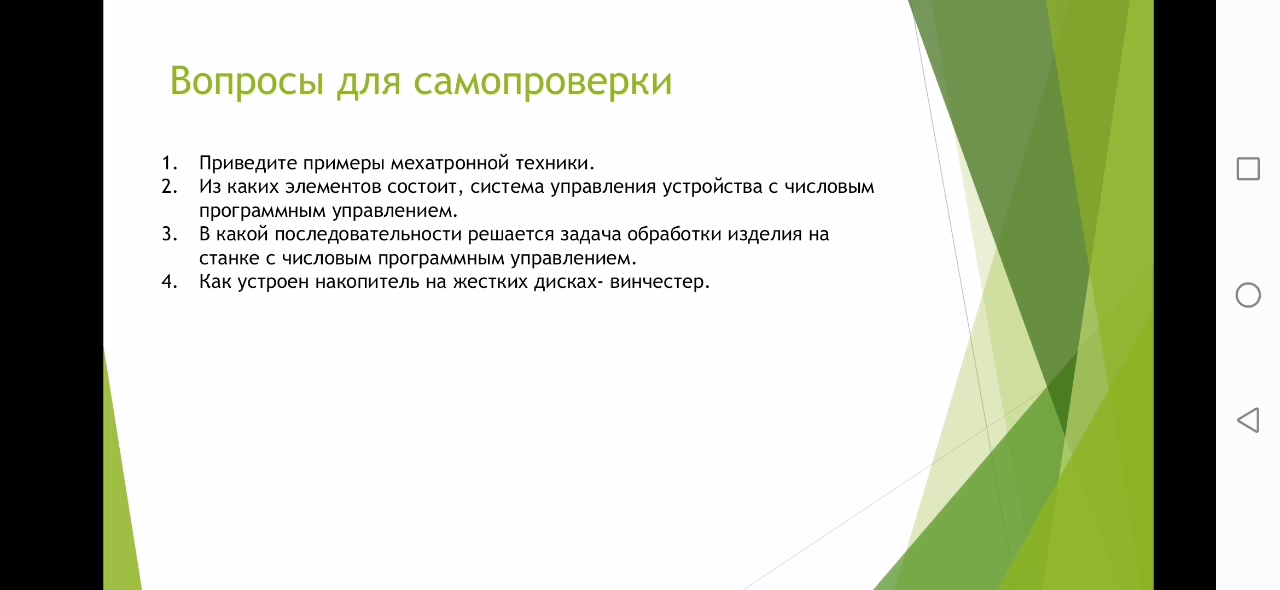 Вопросы для самопроверки
1. Приведите примеры мехатронной техники.
2. Из каких элементов состоит, система управления устройства с числовым
программным управлением.
3. В какой последовательности решается задача обработки изделия на
станке с числовым программным управлением.
4. Как устроен накопитель на жестких дисках- винчестер.